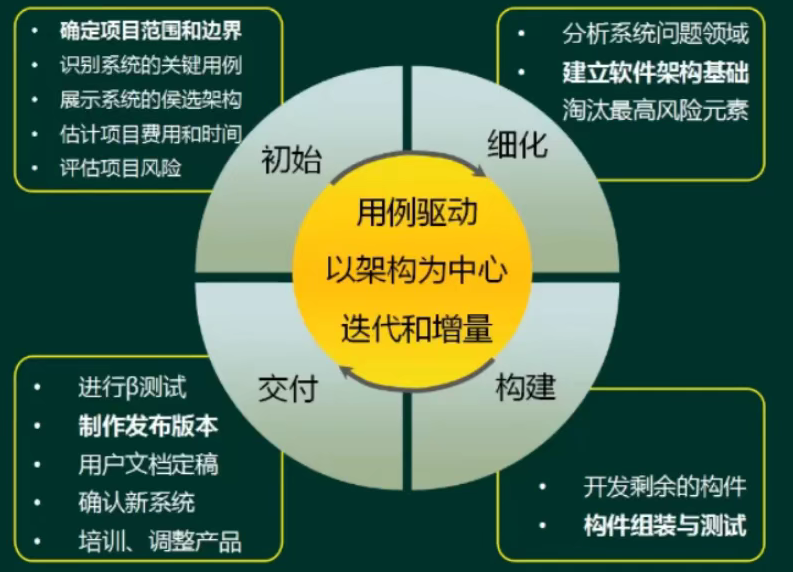 • 确定项目范围和边界
• 识别系统的关键用例
• 展示系统的侯选架构
• 估计项目费用和时间
• 评估项目风险
• 分析系统问题领域
• 建立软件架构基础
淘汰最高风险元素
初始
细化
用例驱动
以架构为中心
迭代和增量
交付
构建
• 进行β测试
• 制作发布版本
• 用户文档定稿
• 确认新系统
• 培训、调整产品
• 开发剩余的构件
• 构件组装与测试